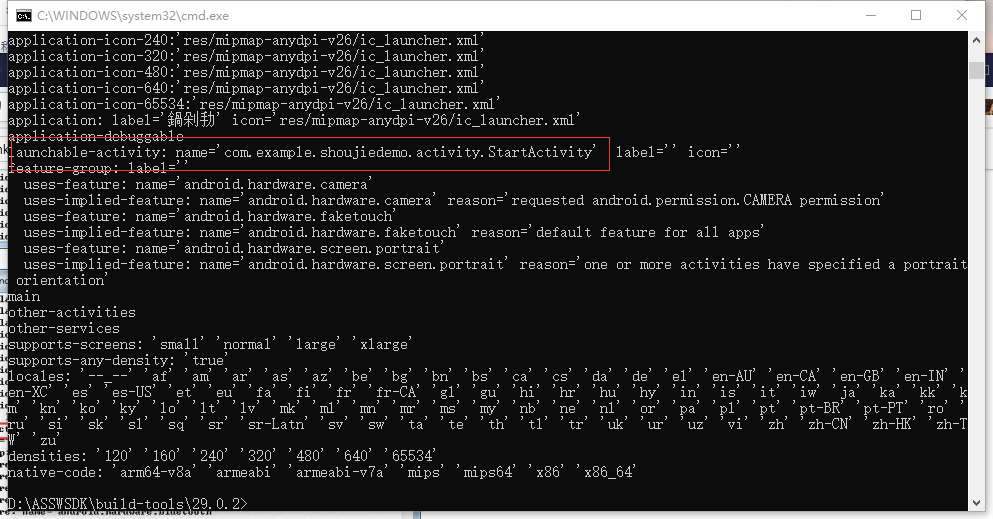 C:\WINDOWS\system32\cmd.exe
application-icon-240:'res/mipmap-anydpi-v26/ic_launcher.xml'
application-icon-320:'res/mipmap-anydpi-v26/ic_launcher.xml'
application-icon-480:'res/mipmap-anydpi-v26/ic_launcher.xml'
application-icon-640:'res/mipmap-anydpi-v26/ic_launcher.xml'
application-icon-65534:'res/mipmap-anydpi-v26/ic_launcher.xml'
application: label='鍋剁劧' icon='res/mipmap-anydpi-v26/ic_launcher.xml'
application-debuggable
launchable-activity: name='com.example.shoujiedemo.activity.StartActivity'  label='' icon=''
feature-group: label=''
  uses-feature: name='android.hardware.camera'
  uses-implied-feature: name='android.hardware.camera' reason='requested android.permission.CAMERA permission'
  uses-feature: name='android.hardware.faketouch'
  uses-implied-feature: name='android.hardware.faketouch' reason='default feature for all apps'
  uses-feature: name='android.hardware.screen.portrait'
  uses-implied-feature: name='android.hardware.screen.portrait' reason='one or more activities have specified a portrait
 orientation'
main
other-activities
other-services
supports-screens: 'small' 'normal' 'large' 'xlarge'
supports-any-density: 'true'
locales: '--_--' 'af' 'am' 'ar' 'as' 'az' 'be' 'bg' 'bn' 'bs' 'ca' 'cs' 'da' 'de' 'el' 'en-AU' 'en-CA' 'en-GB' 'en-IN' '
en-XC' 'es' 'es-US' 'et' 'eu' 'fa' 'fi' 'fr' 'fr-CA' 'gl' 'gu' 'hi' 'hr' 'hu' 'hy' 'in' 'is' 'it' 'iw' 'ja' 'ka' 'kk' 'k
m' 'kn' 'ko' 'ky' 'lo' 'lt' 'lv' 'mk' 'ml' 'mn' 'mr' 'ms' 'my' 'nb' 'ne' 'nl' 'or' 'pa' 'pl' 'pt' 'pt-BR' 'pt-PT' 'ro' '
ru' 'si' 'sk' 'sl' 'sq' 'sr' 'sr-Latn' 'sv' 'sw' 'ta' 'te' 'th' 'tl' 'tr' 'uk' 'ur' 'uz' 'vi' 'zh' 'zh-CN' 'zh-HK' 'zh-T
W' 'zu'
densities: '120' '160' '240' '320' '480' '640' '65534'
native-code: 'arm64-v8a' 'armeabi' 'armeabi-v7a' 'mips' 'mips64' 'x86' 'x86_64'
D:\ASSWSDK\build-tools\29.0.2>